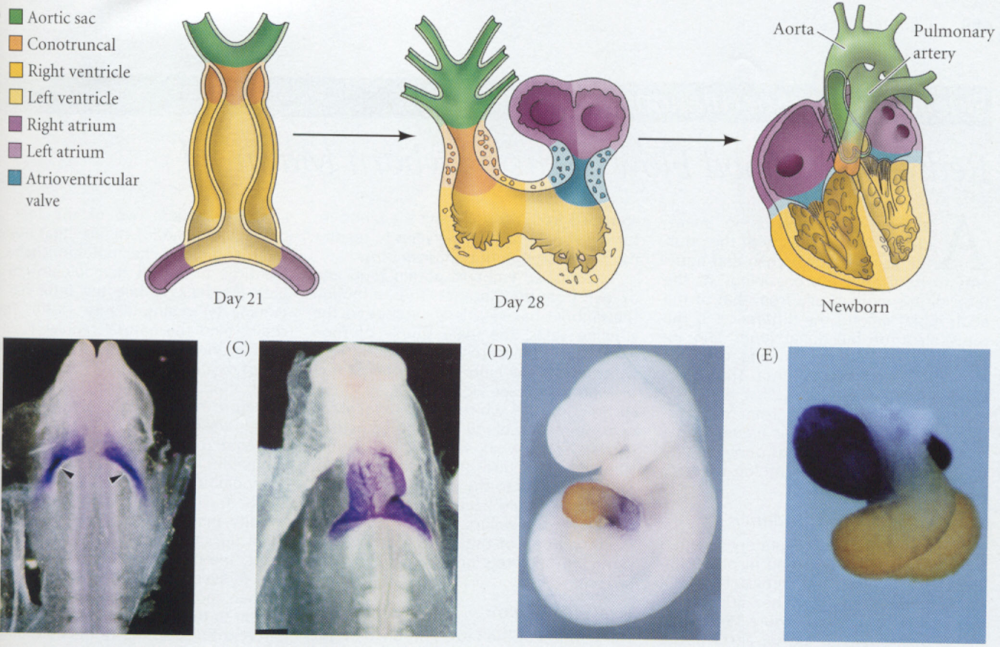 Aortic sac
Conotruncal
Right ventricle
Left ventricle
Right atrium
Left atrium
Atrioventricular
valve
Day 21
Day 28
Aorta
Pulmonary
artery
Newborn
(C)
(D)
(E)